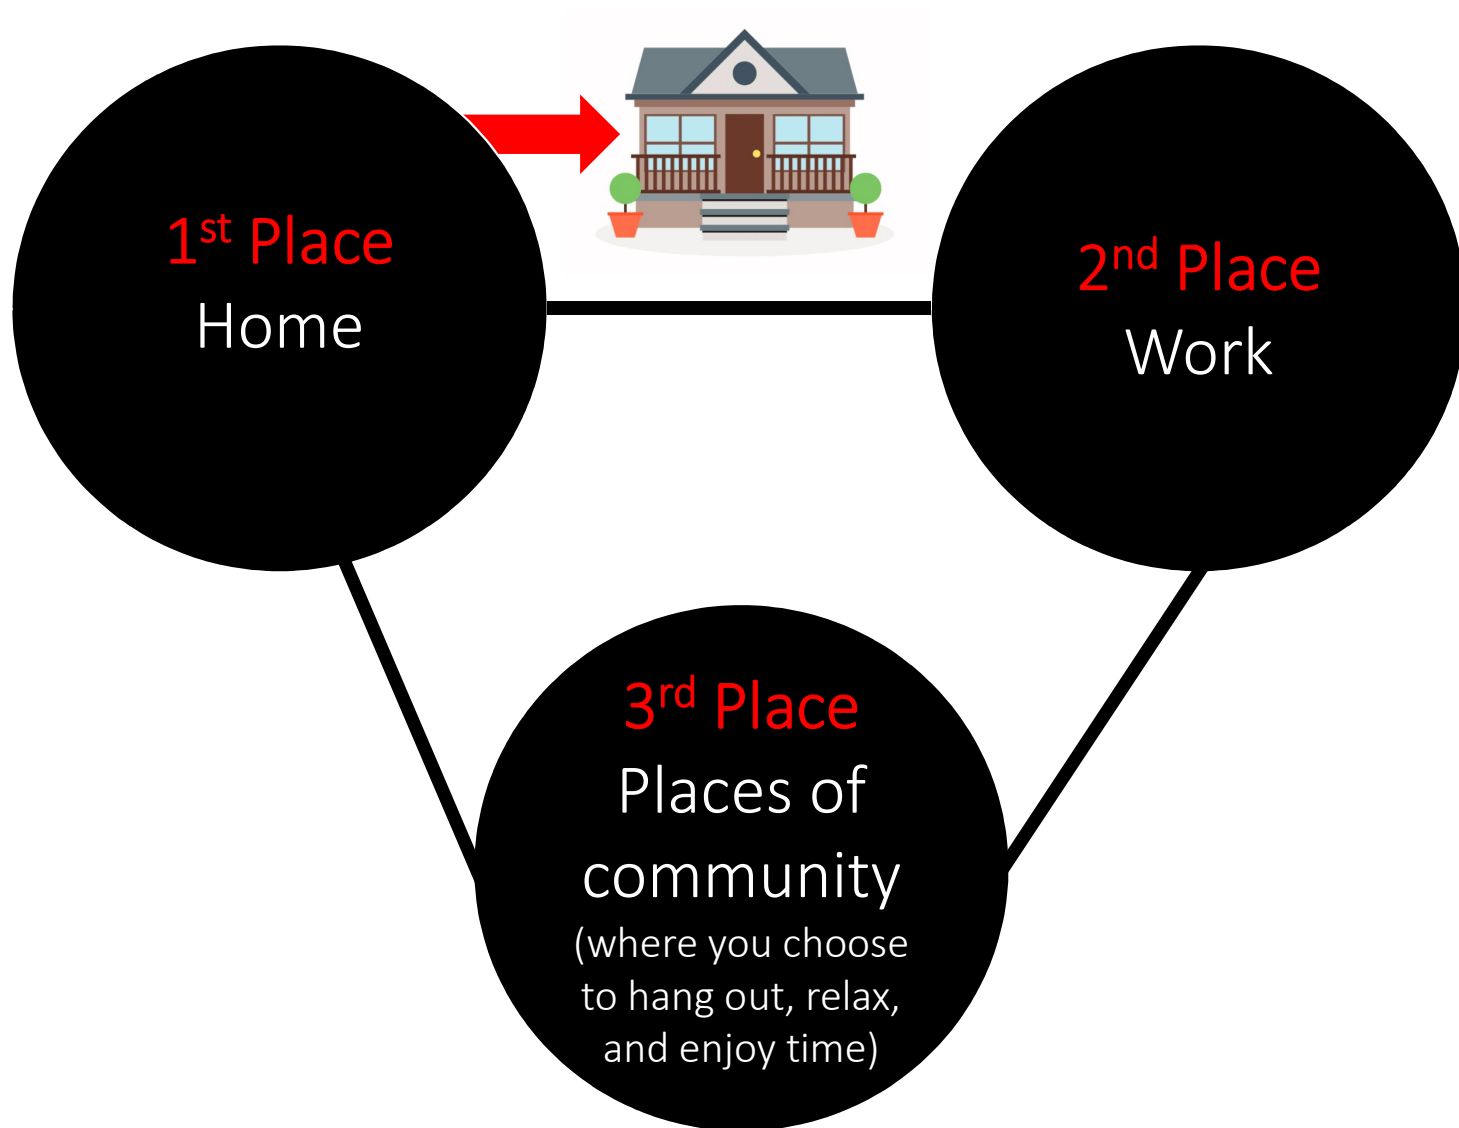 1st Place
Home
2nd Place
Work
3rd Place
Places of
community
(where you choose
to hang out, relax,
and enjoy time)